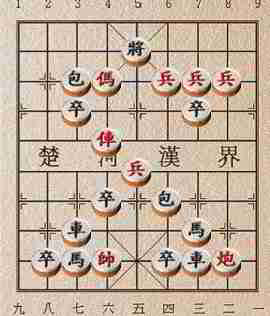 1 2 3 4 5 6 7 8 9
將
包 傌 兵 兵 兵
卒 卒
俥
楚 河 漢 界
兵
卒 包
車 馬
卒 馬 帥 卒 車 炮
九 八 七 六 五 四 三 二 一